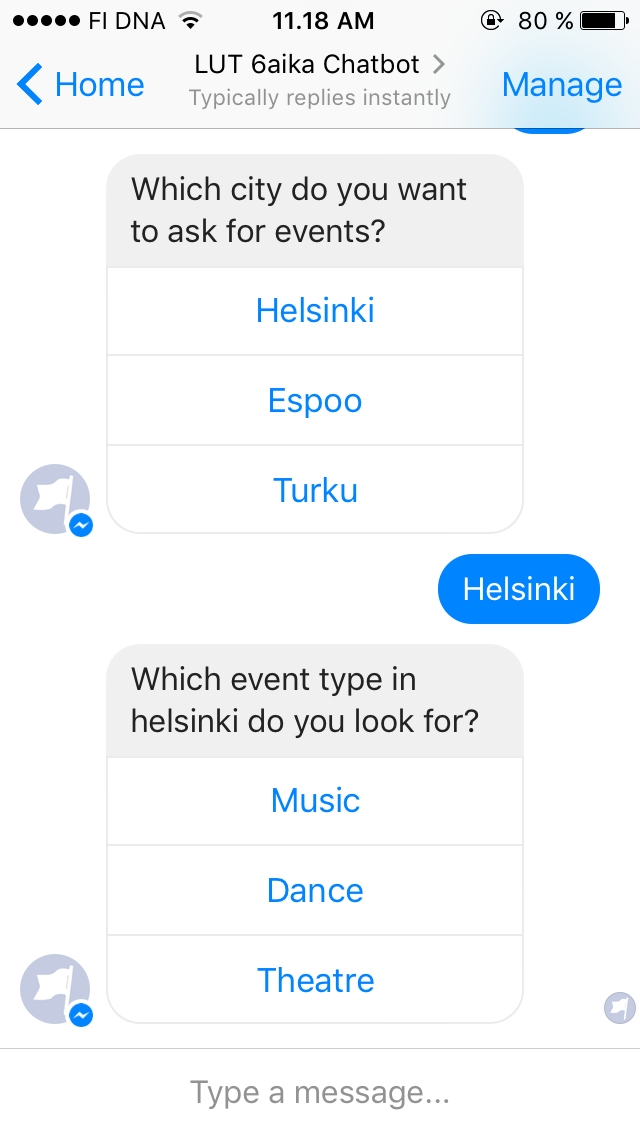 FI DNA 11.18 AM 80 %
Home LUT 6aika Chatbot Manage
Typically replies instantly
Which city do you want
to ask for events?
Helsinki
Espoo
Turku
Helsinki
Which event type in
helsinki do you look for?
Music
Dance
Theatre
Type a message...